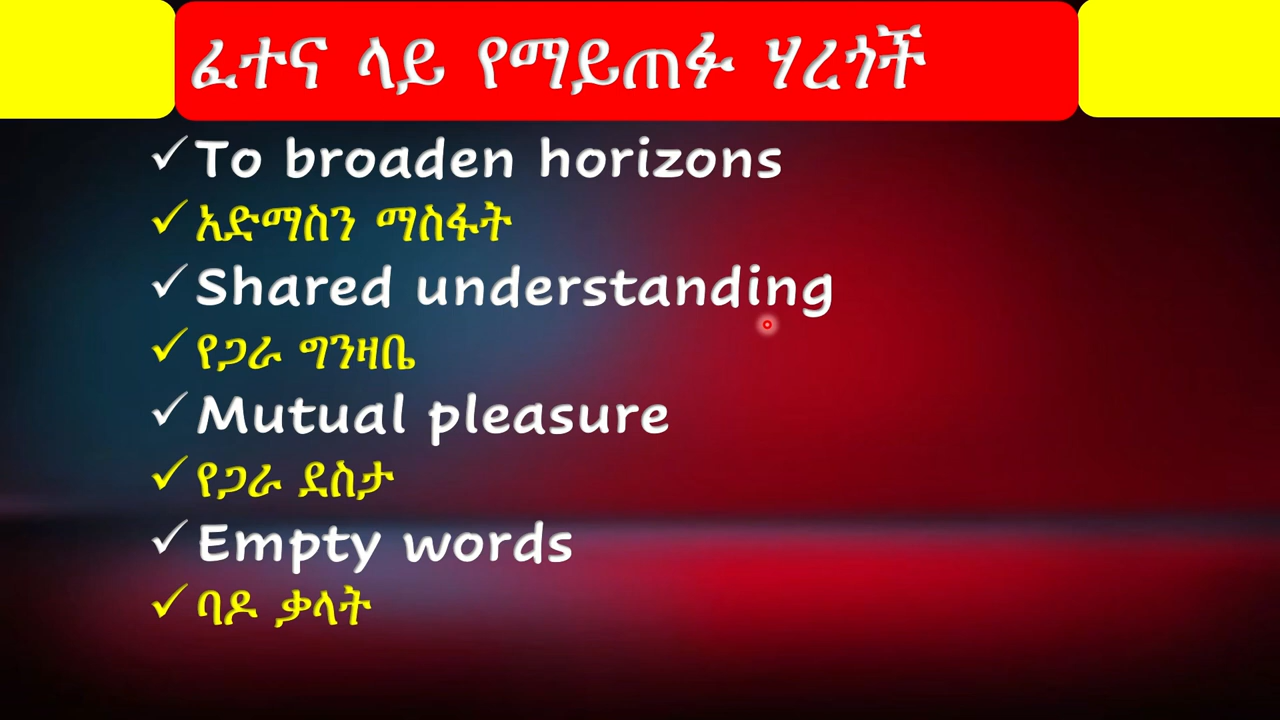 ፈተና ላይ የማይጠፉ ሃረጎች
✓To broaden horizons
✓አድማስን ማስፋት
✓Shared understanding
✓የጋራ ግንዛቤ
✓Mutual pleasure
✓የጋራ ደስታ
✓Empty words
✓ባዶ ቃላት